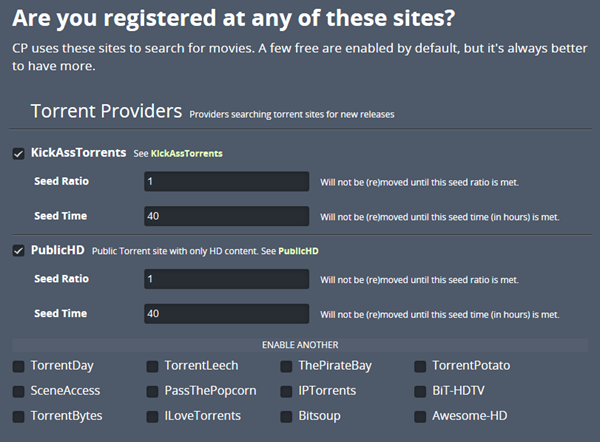 Are you registered at any of these sites?
CP uses these sites to search for movies. A few free are enabled by default, but it's always better
to have more.
Torrent Providers Providers searching torrent sites for new releases
KickAssTorrents See KickAssTorrents
Seed Ratio 1 Will not be (re)moved until this seed ratio is met.
Seed Time 40 Will not be (re)moved until this seed time (in hours) is met.
PublicHD Public Torrent site with only HD content. See PublicHD
Seed Ratio 1 Will not be (re)moved until this seed ratio is met.
Seed Time 40 Will not be (re)moved until this seed time (in hours) is met.
ENABLE ANOTHER
TorrentDay TorrentLeech ThePirateBay TorrentPotato
SceneAccess PassThePopcorn IPTorrents BiT-HDTV
TorrentBytes ILoveTorrents Bitsoup Awesome-HD